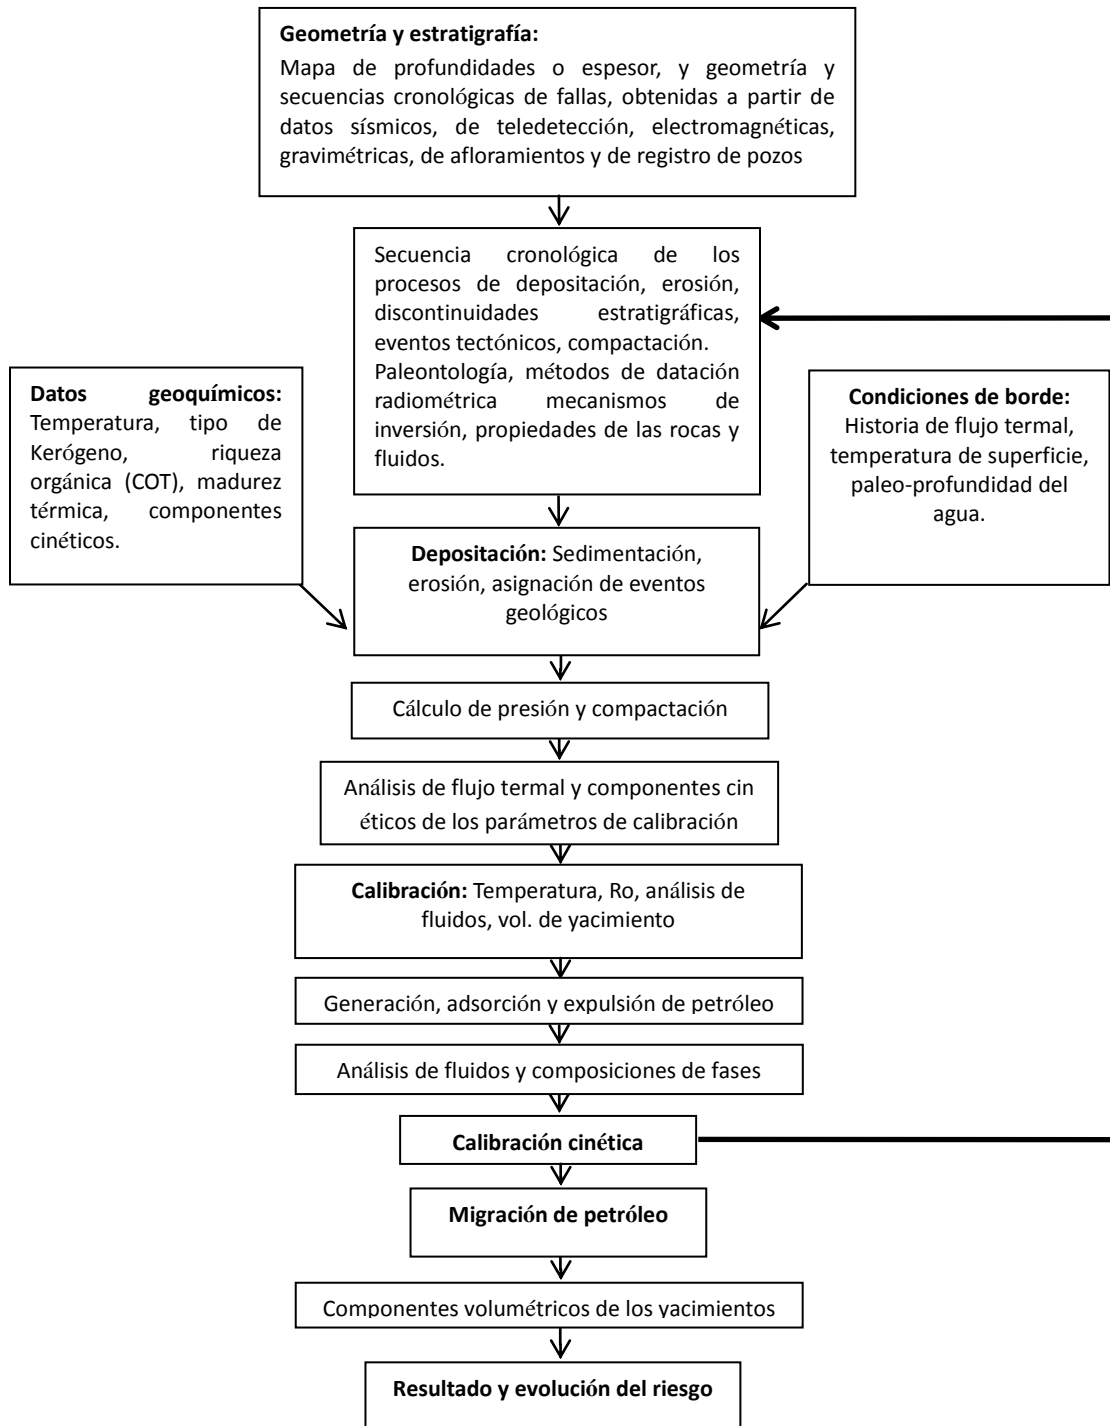 Geometría y estratigrafía:
Mapa de profundidades o espesor, y geometría y
secuencias cronológicas de fallas, obtenidas a partir de
datos sísmicos, de teledetección, electromagnéticas,
gravimétricas, de afloramientos y de registro de pozos
Secuencia cronológica de los
procesos de depositación, erosión,
discontinuidades estratigráficas,
eventos tectónicos, compactación.
Paleontología, métodos de datación
radiométrica mecanismos de
inversión, propiedades de las rocas y
fluidos.
Datos geoquímicos:
Temperatura, tipo de
Kerógeno, riqueza
orgánica (COT), madurez
térmica, componentes
cinéticos.
Condiciones de borde:
Historia de flujo termal,
temperatura de superficie,
paleo-profundidad del
agua.
Depositación: Sedimentación,
erosión, asignación de eventos
geológicos
Cálculo de presión y compactación
Análisis de flujo termal y componentes cin
éticos de los parámetros de calibración
Calibración: Temperatura, Ro, análisis de
fluidos, vol. de yacimiento
Generación, adsorción y expulsión de petróleo
Análisis de fluidos y composiciones de fases
Calibración cinética
Migración de petróleo
Componentes volumétricos de los yacimientos
Resultado y evolución del riesgo